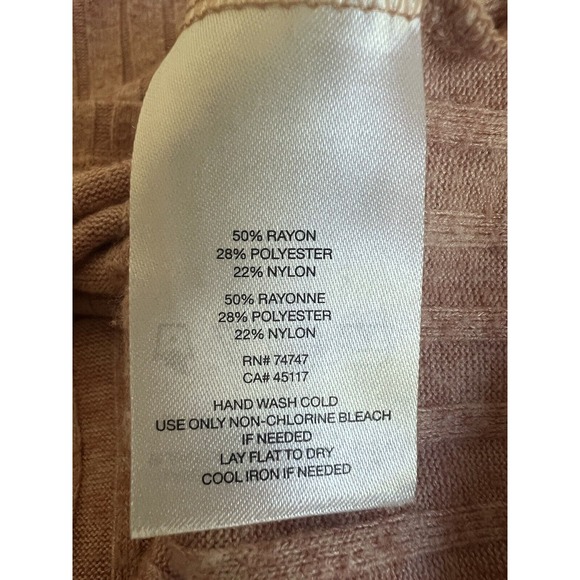 50% RAYON
28% POLYESTER
22% NYLON
50% RAYONNE
28% POLYESTER
22% NYLON
RN# 74747
CA# 45117
HAND WASH COLD
USE ONLY NON-CHLORINE BLEACH
IF NEEDED
LAY FLAT TO DRY
COOL IRON IF NEEDED